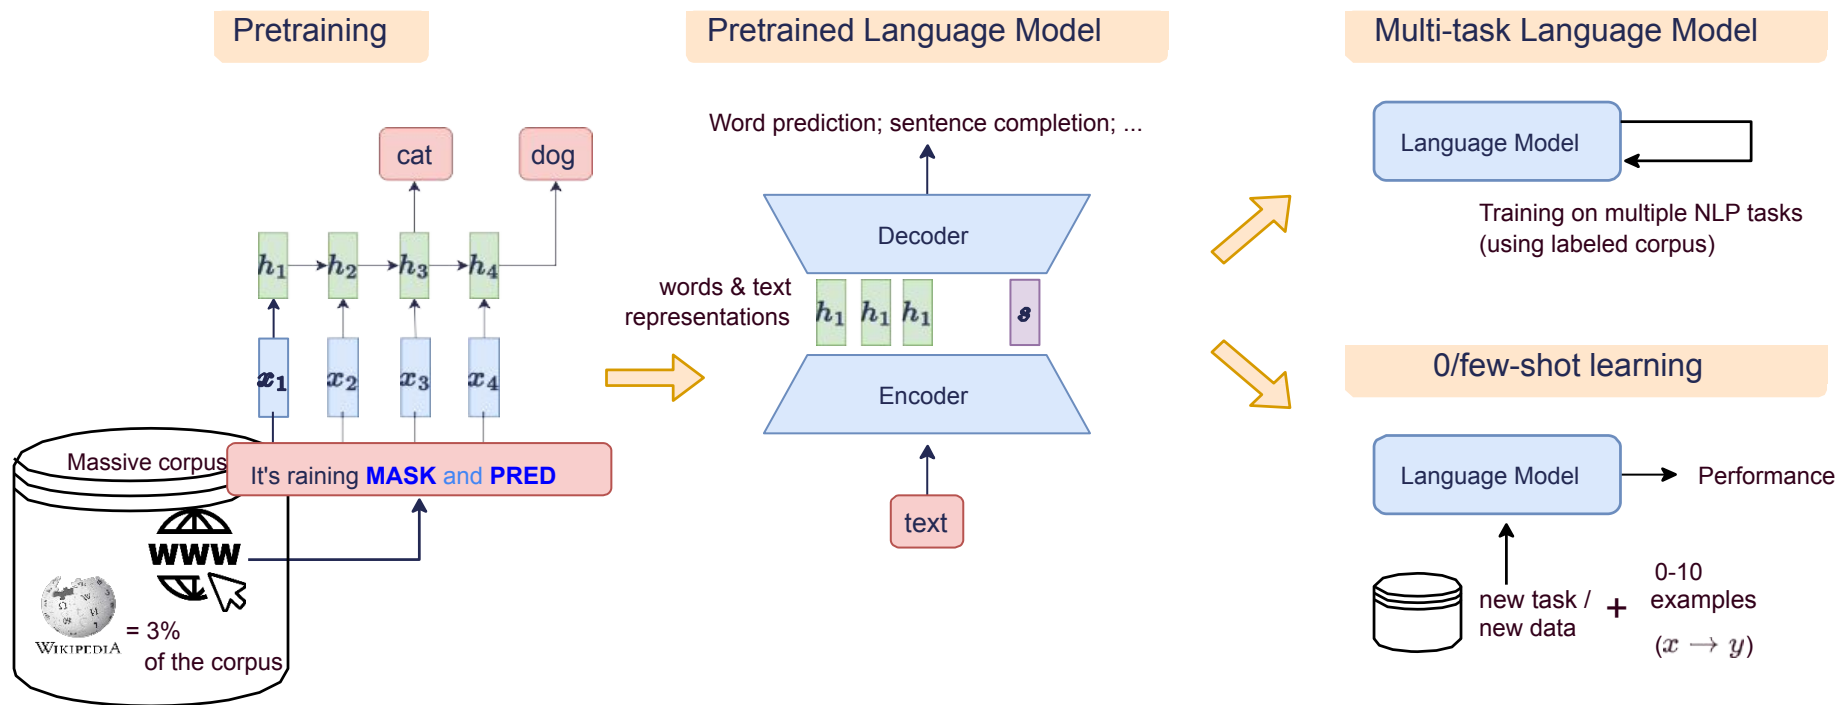 Pretraining
cat
dog
h₁
h₂
h₃
h₄
x₁
x₂
x₃
x₄
Massive corpus
It's raining MASK and PRED
WWW
WIKIPEDIA
= 3%
of the corpus
Pretrained Language Model
Word prediction; sentence completion; ...
Decoder
words & text
representations
h₁
h₁
h₁
s
Encoder
text
Multi-task Language Model
Language Model
Training on multiple NLP tasks
(using labeled corpus)
0/few-shot learning
Language Model
Performance
new task /
new data
+
0-10
examples
(x → y)